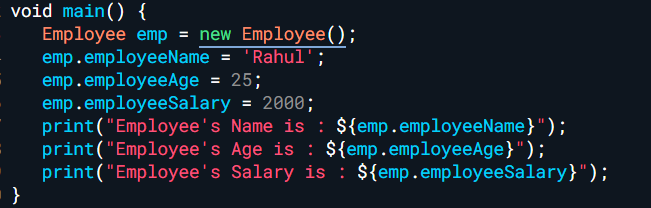 void main() {
Employee emp = new Employee();
emp.employeeName = 'Rahul';
emp.employeeAge = 25;
emp.employeeSalary = 2000;
print("Employee's Name is : ${emp.employeeName}");
print("Employee's Age is : ${emp.employeeAge}");
print("Employee's Salary is : ${emp.employeeSalary}");
}